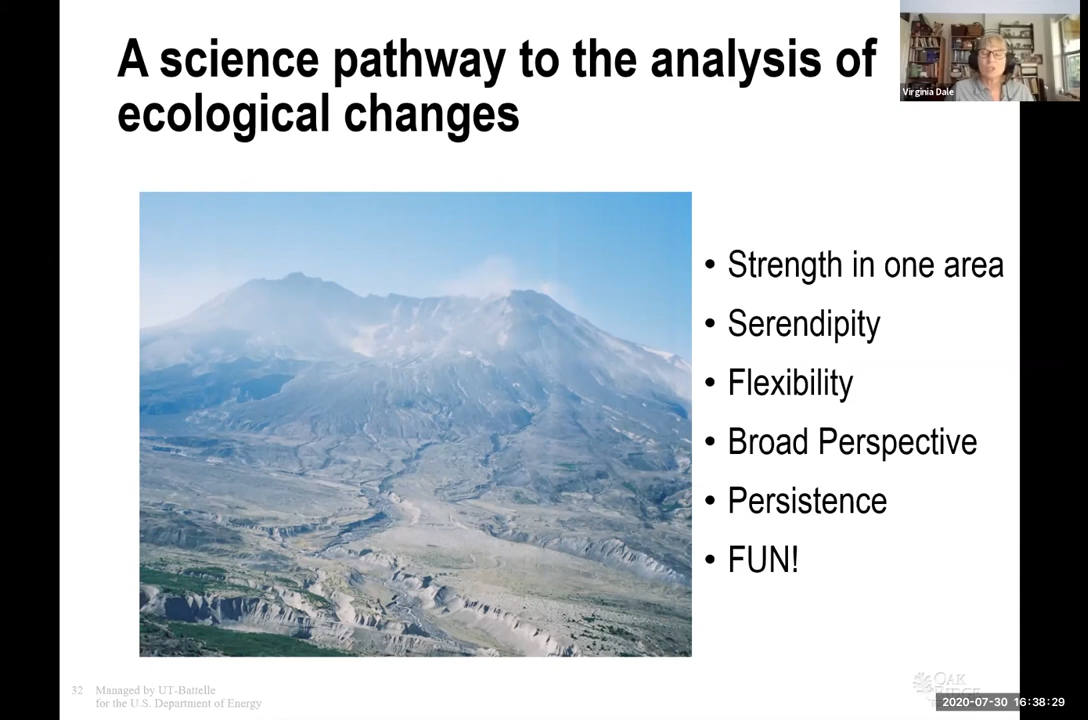 A science pathway to the analysis of
ecological changes
Virginia Dale
• Strength in one area
• Serendipity
• Flexibility
• Broad Perspective
• Persistence
• FUN!
32 Managed by UT-Battelle
for the U.S. Department of Energy
OAK
2020-07-30 16:38:29